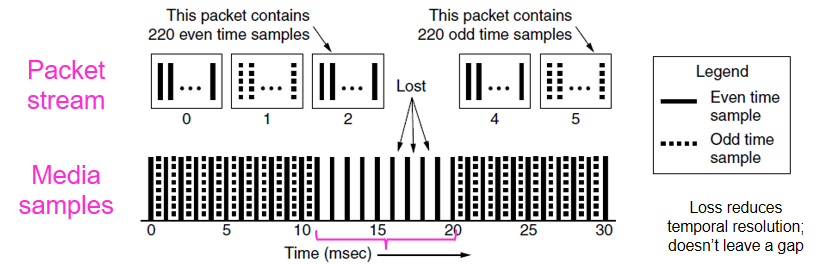 This packet contains
220 even time samples
This packet contains
220 odd time samples
Packet
stream
Lost
0
1
2
4
5
Legend
Even time
sample
Odd time
sample
Media
samples
0 5 10 15 20 25 30
Time (msec)
Loss reduces
temporal resolution;
doesn't leave a gap